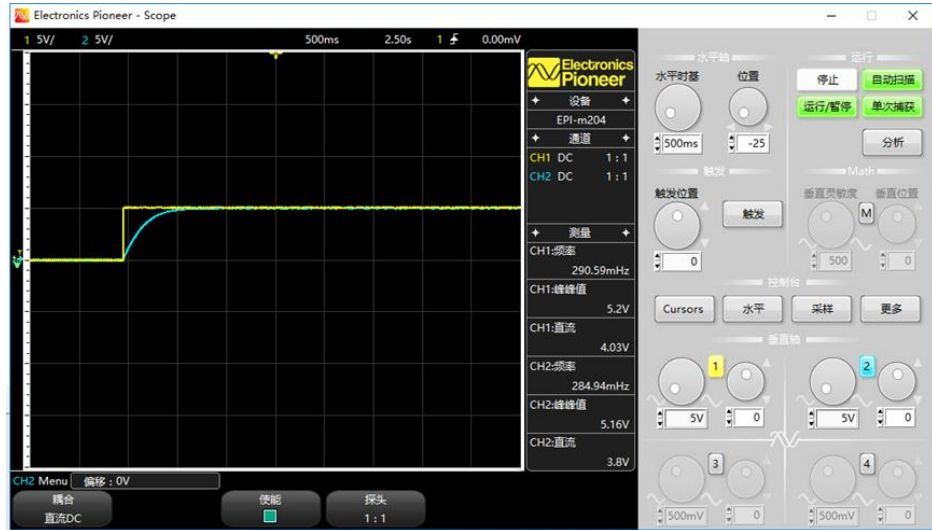 Electronics Pioneer - Scope
1 5V/ 2 5V/ 500ms 2.50s 1 0.00mV
Electronics
Pioneer
设备
EPI-m204
通道
CH1 DC 1:1
CH2 DC 1:1
测量
CH1:频率
290.59mHz
CH1:峰峰值
5.2V
CH1:直流
4.03V
CH2:频率
284.94mHz
CH2:峰峰值
5.16V
CH2:直流
3.8V
CH2 Menu 偏移:0V
耦合 使能 探头
直流DC 1:1
水平轴
水平时基 位置
500ms -25
运行
停止 自动扫描
运行/暂停 单次捕获
分析
触发
触发位置
触发
0
Math
垂直灵敏度 垂直位置
M
500 0
控制台
Cursors 水平 采样 更多
垂直轴
1 2
5V 0 5V 0
3 4
500mV 0 500mV 0